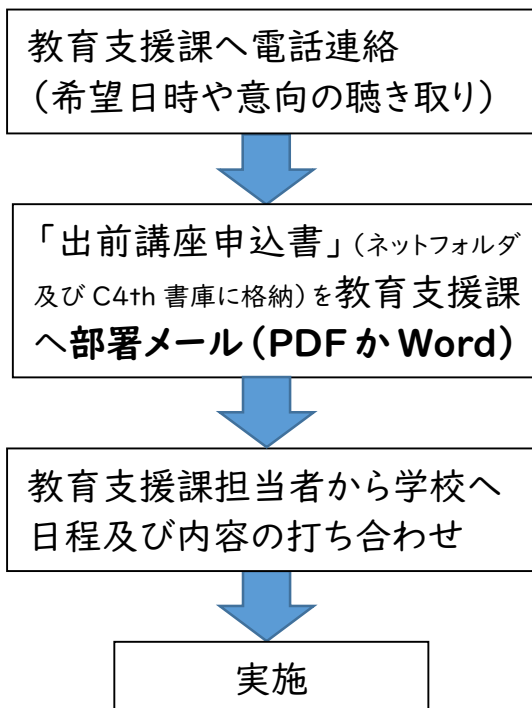 教育支援課へ電話連絡
（希望日時や意向の聴き取り）
「出前講座申込書」（ネットフォルダ
及び C4th 書庫に格納）を教育支援課
へ部署メール（PDF か Word）
教育支援課担当者から学校へ
日程及び内容の打ち合わせ
実施